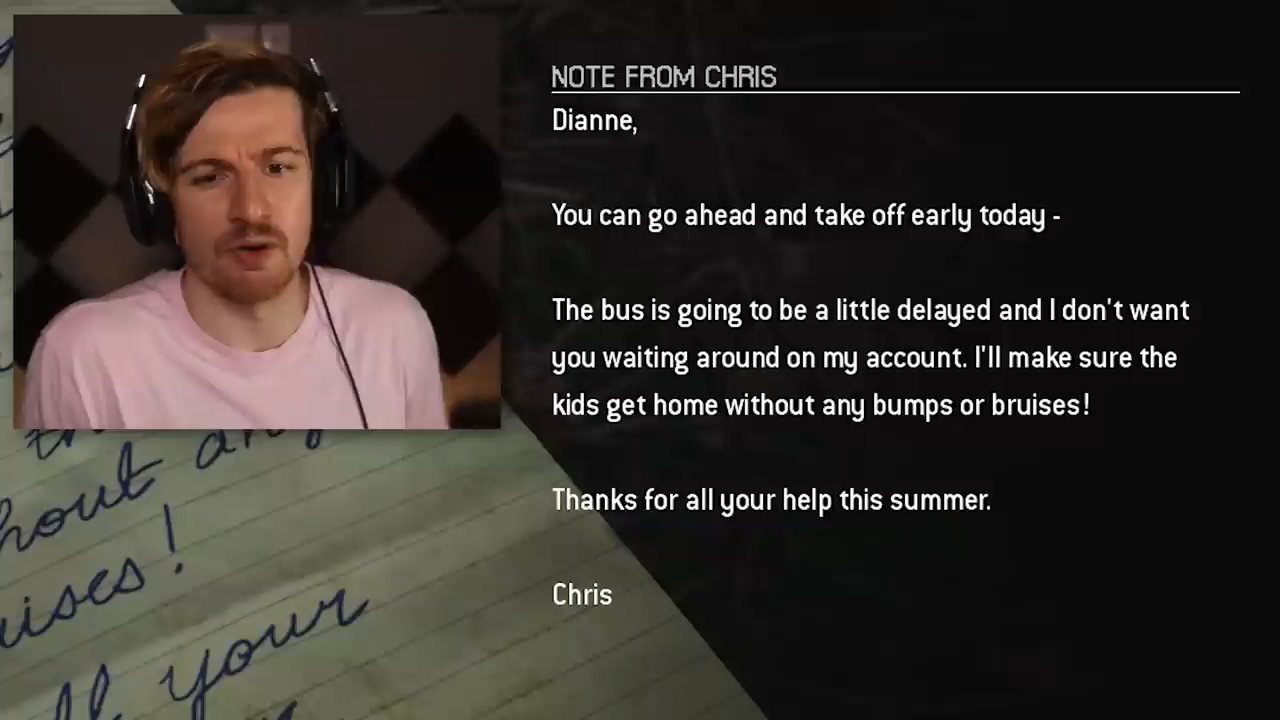 NOTE FROM CHRIS
Dianne,
You can go ahead and take off early today -
The bus is going to be a little delayed and I don't want
you waiting around on my account. I'll make sure the
kids get home without any bumps or bruises!
Thanks for all your help this summer.
Chris
your